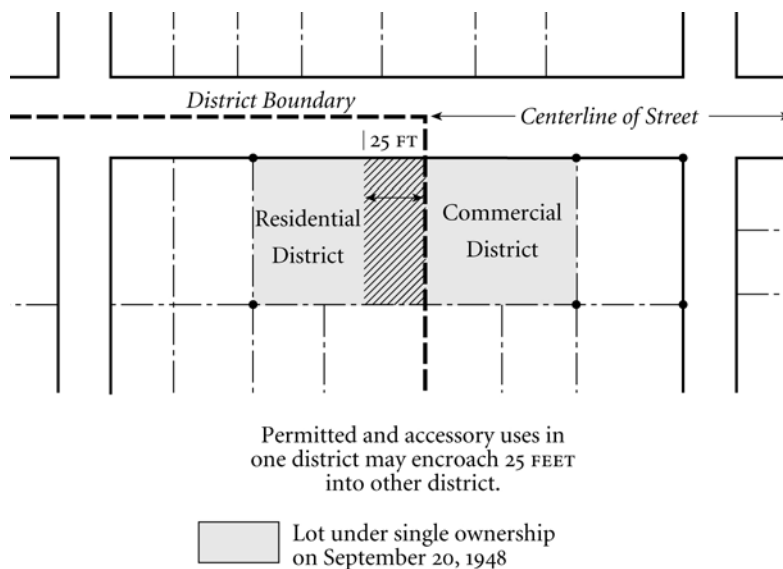 District Boundary
Centerline of Street
25 FT
Residential
District
Commercial
District
Permitted and accessory uses in
one district may encroach 25 FEET
into other district.
Lot under single ownership
on September 20, 1948